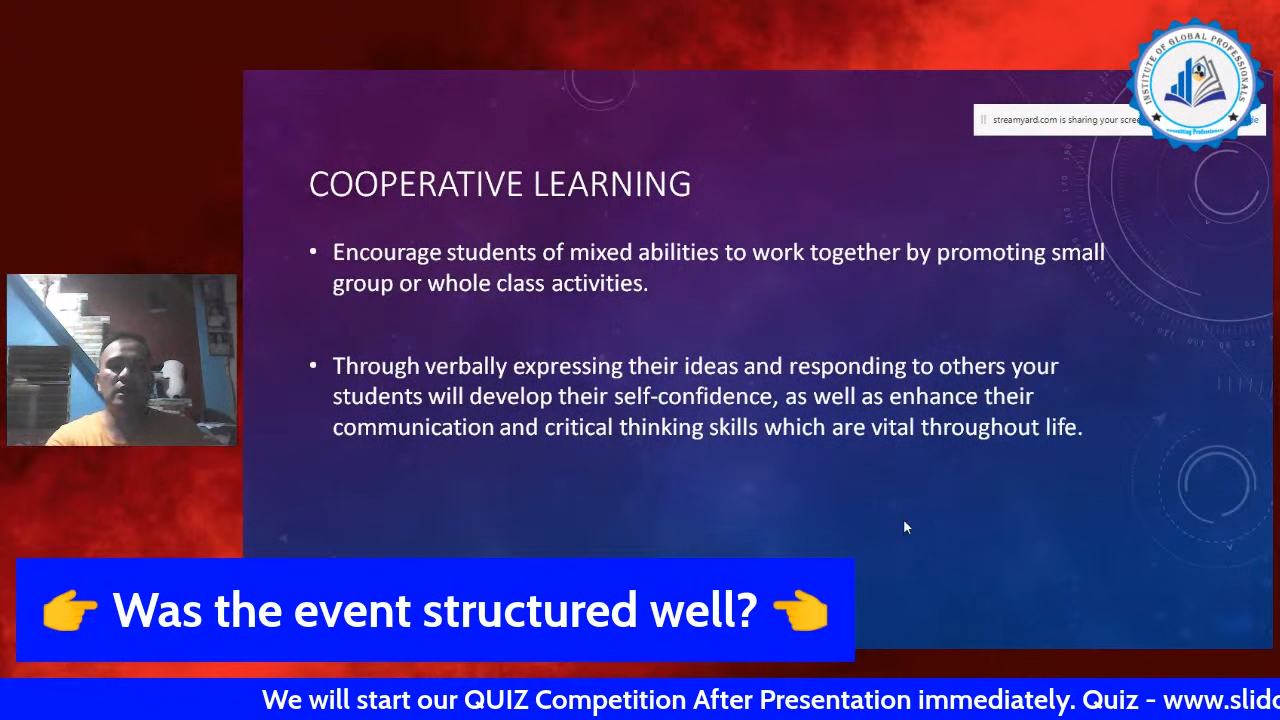 INSTITUTE OF GLOBAL PROFESSIONALS
streamyard.com is sharing your
COOPERATIVE LEARNING
• Encourage students of mixed abilities to work together by promoting small
group or whole class activities.
• Through verbally expressing their ideas and responding to others your
students will develop their self-confidence, as well as enhance their
communication and critical thinking skills which are vital throughout life.
👉 Was the event structured well? 👈
We will start our QUIZ Competition After Presentation immediately. Quiz - www.slido